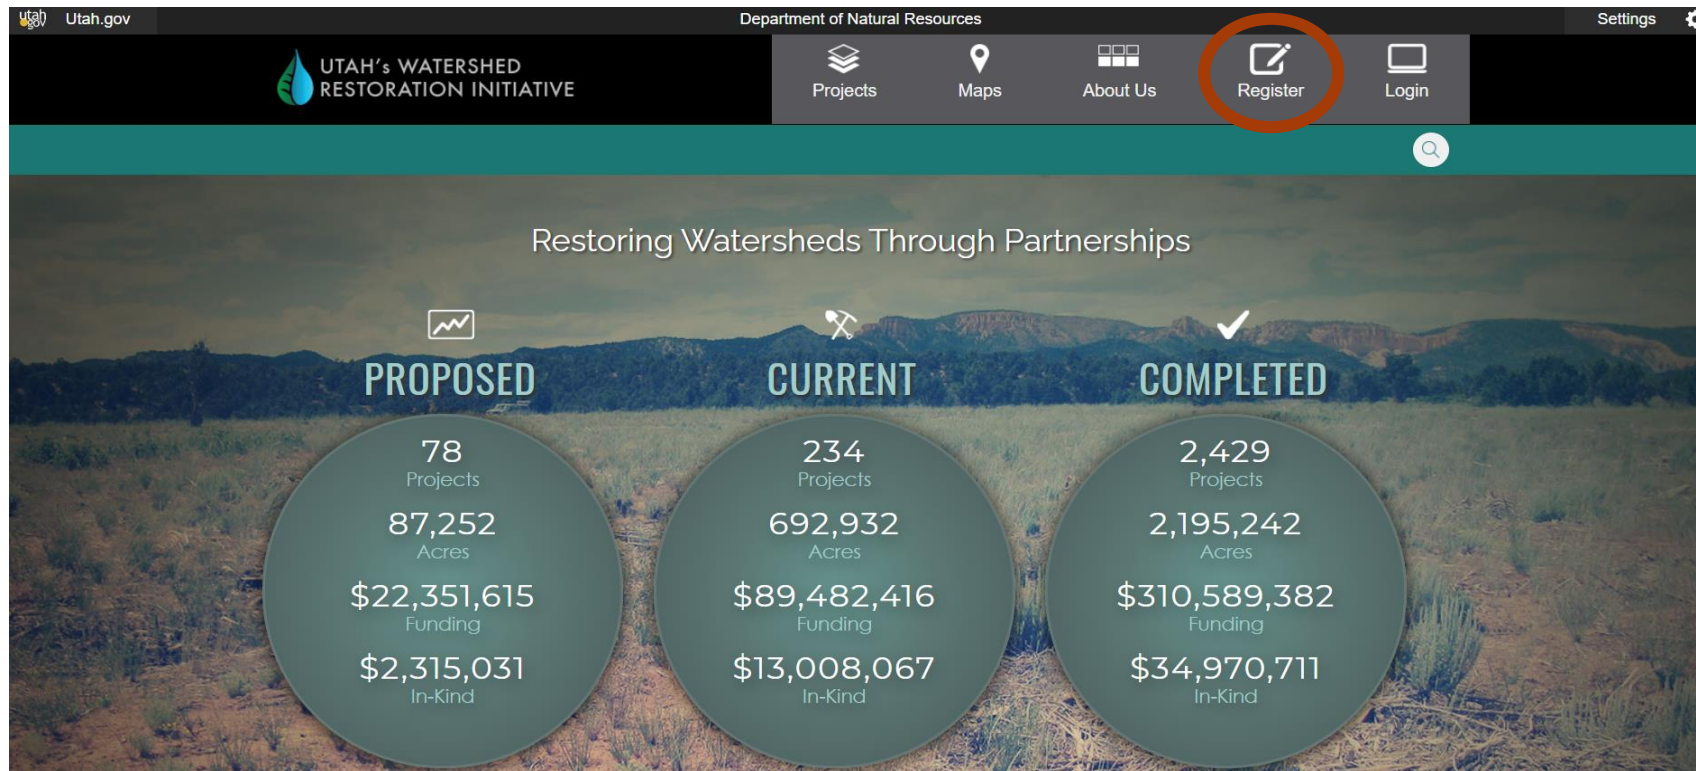 utah gov Utah.gov Department of Natural Resources Settings
UTAH's WATERSHED
RESTORATION INITIATIVE
Projects Maps About Us Register Login
Restoring Watersheds Through Partnerships
PROPOSED CURRENT COMPLETED
78 234 2,429
Projects Projects Projects
87,252 692,932 2,195,242
Acres Acres Acres
$22,351,615 $89,482,416 $310,589,382
Funding Funding Funding
$2,315,031 $13,008,067 $34,970,711
In-Kind In-Kind In-Kind